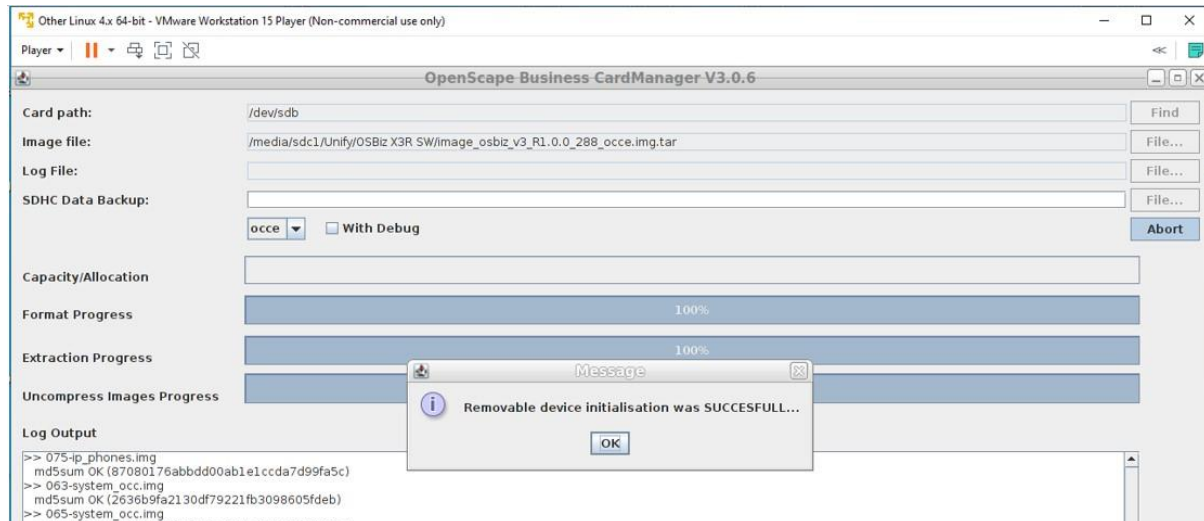 Other Linux 4.x 64-bit - VMware Workstation 15 Player (Non-commercial use only)
Player
OpenScape Business CardManager V3.0.6
Card path: /dev/sdb Find
Image file: /media/sdc1/Unify/OSBiz X3R SW/image_osbiz_v3_R1.0.0_288_occe.img.tar File...
Log File: File...
SDHC Data Backup: File...
occe With Debug Abort
Capacity/Allocation
Format Progress 100%
Extraction Progress 100%
Uncompress Images Progress
Message
Removable device initialisation was SUCCESFULL...
OK
Log Output
>> 075-ip_phones.img
md5sum OK (87080176abbdd00ab1e1ccda7d99fa5c)
>> 063-system_occ.img
md5sum OK (2636b9fa2130df79221fb3098605fdeb)
>> 065-system_occ.img